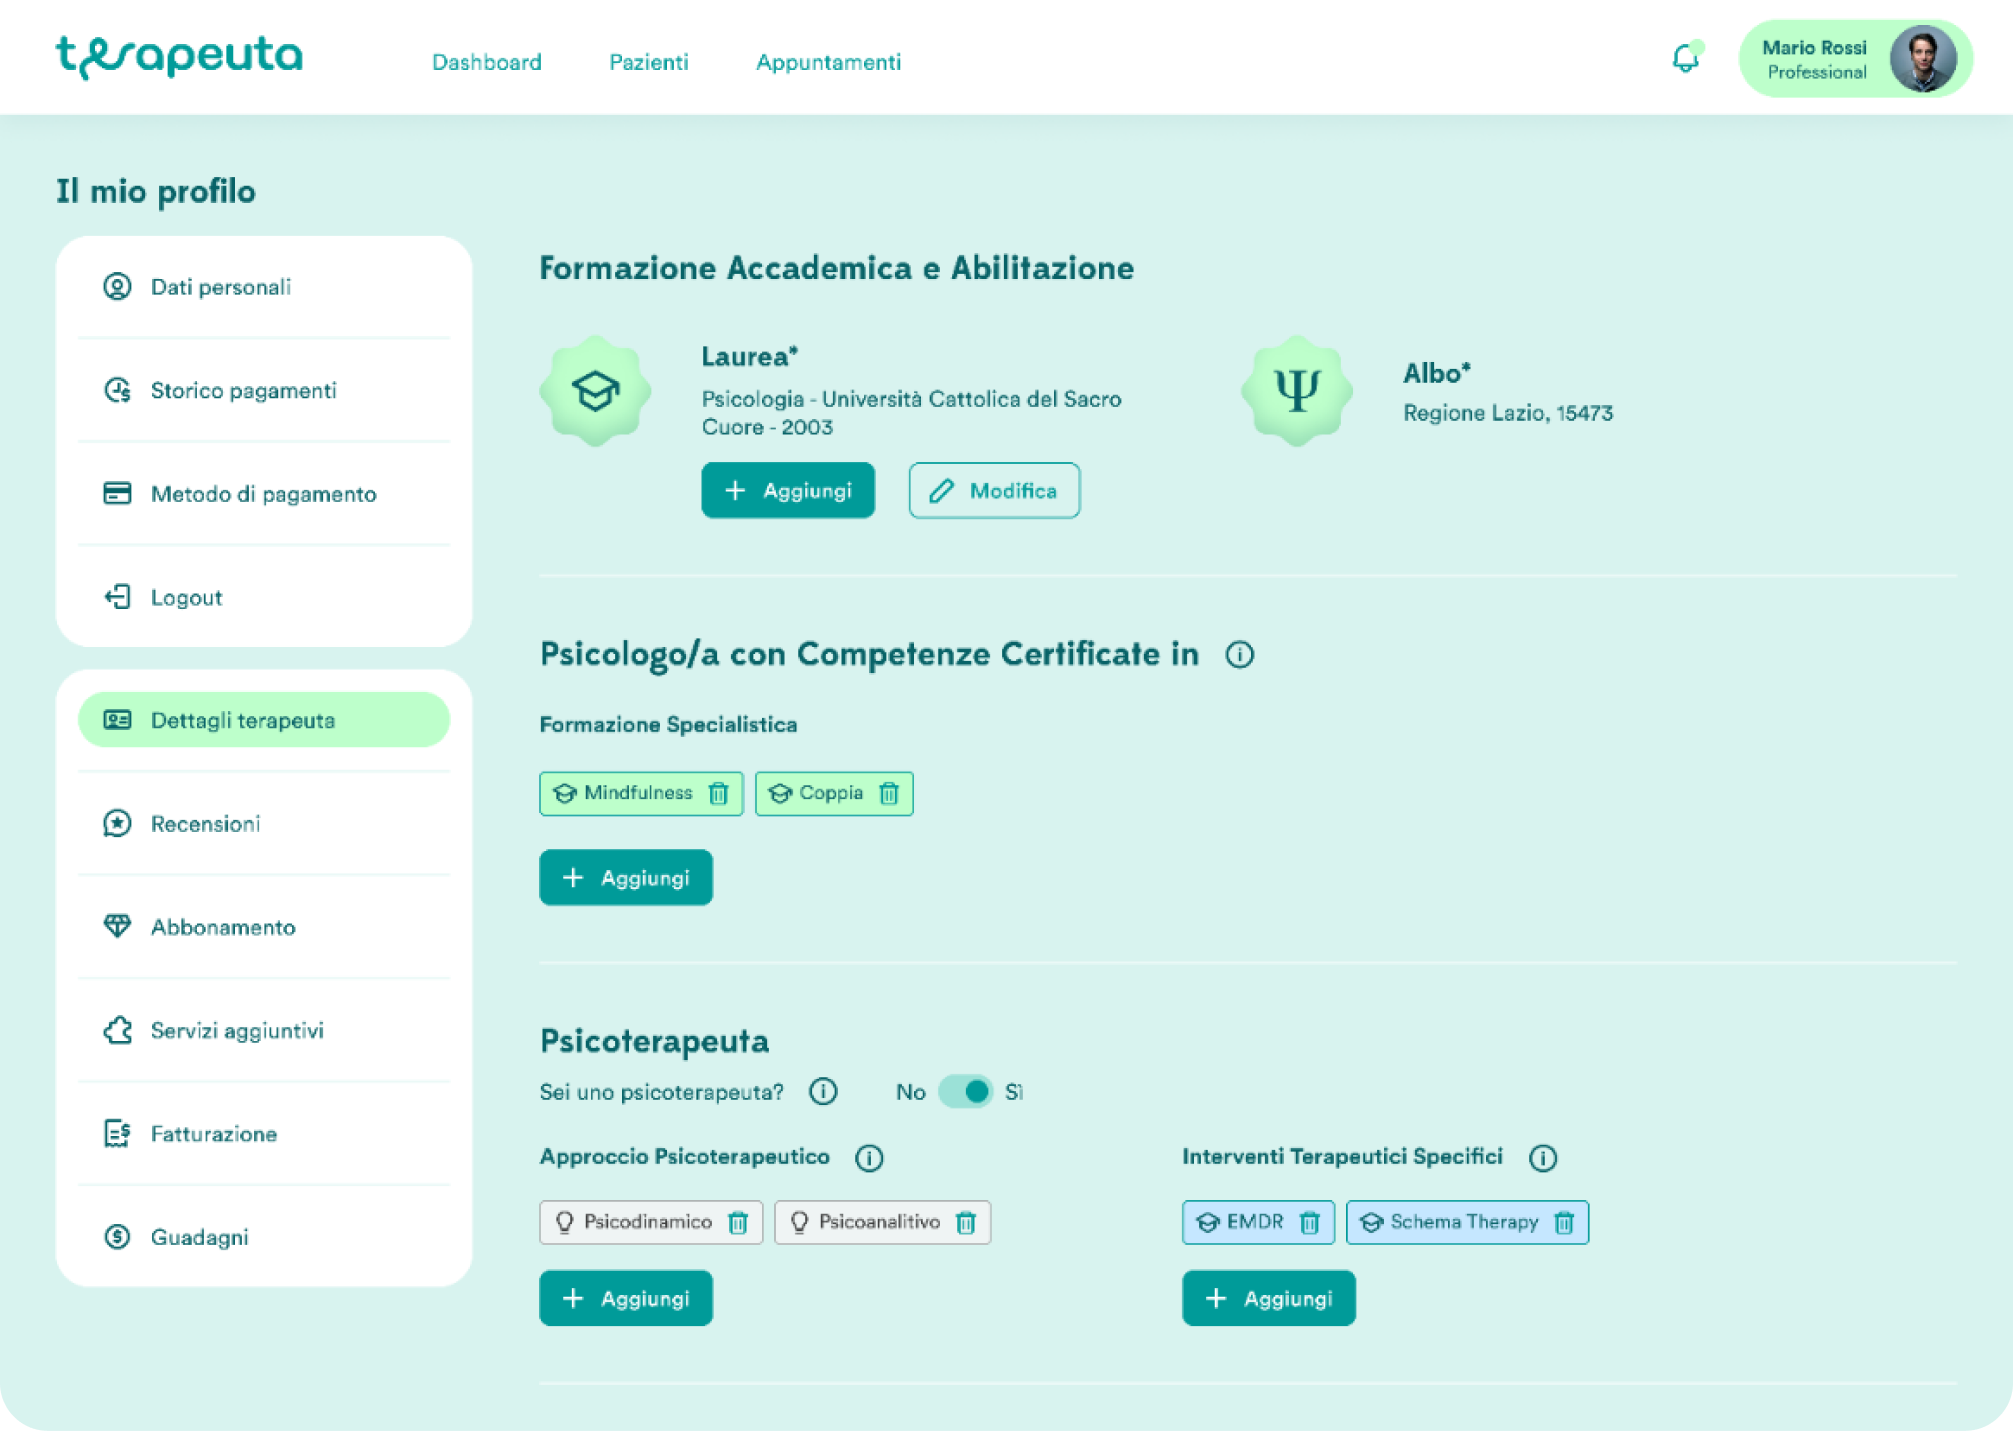 terapeuta
Dashboard
Pazienti
Appuntamenti
Mario Rossi
Professional
Il mio profilo
Dati personali
Storico pagamenti
Metodo di pagamento
Logout
Dettagli terapeuta
Recensioni
Abbonamento
Servizi aggiuntivi
Fatturazione
Guadagni
Formazione Accademica e Abilitazione
Laurea*
Psicologia - Università Cattolica del Sacro
Cuore - 2003
+ Aggiungi
Modifica
Ψ
Albo*
Regione Lazio, 15473
Psicologo/a con Competenze Certificate in
Formazione Specialistica
Mindfulness
Coppia
+ Aggiungi
Psicoterapeuta
Sei uno psicoterapeuta?
No
Sì
Approccio Psicoterapeutico
Psicodinamico
Psicoanalitivo
+ Aggiungi
Interventi Terapeutici Specifici
EMDR
Schema Therapy
+ Aggiungi